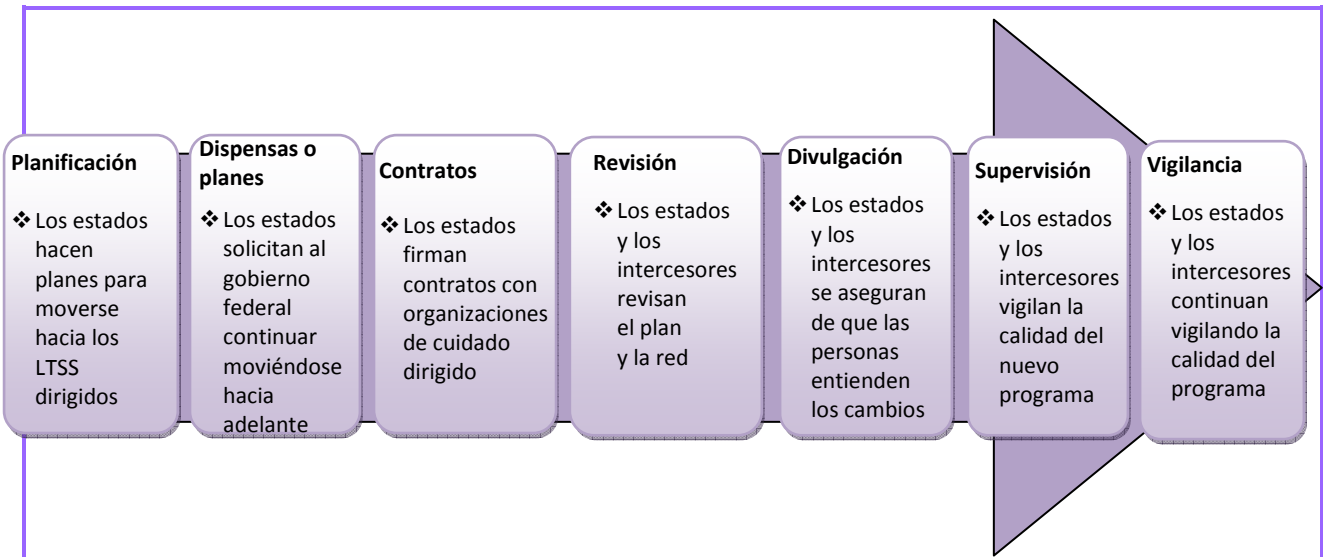 Planificación
❖ Los estados
hacen
planes para
moverse
hacia los
LTSS
dirigidos
Dispensas o
planes
❖ Los estados
solicitan al
gobierno
federal
continuar
moviéndose
hacia
adelante
Contratos
❖ Los estados
firman
contratos con
organizaciones
de cuidado
dirigido
Revisión
❖ Los estados
y los
intercesores
revisan
el plan
y la red
Divulgación
❖ Los estados
y los
intercesores
se aseguran
de que las
personas
entienden
los cambios
Supervisión
❖ Los estados
y los
intercesores
vigilan la
calidad del
nuevo
programa
Vigilancia
❖ Los estados
y los
intercesores
continuan
vigilando la
calidad del
programa